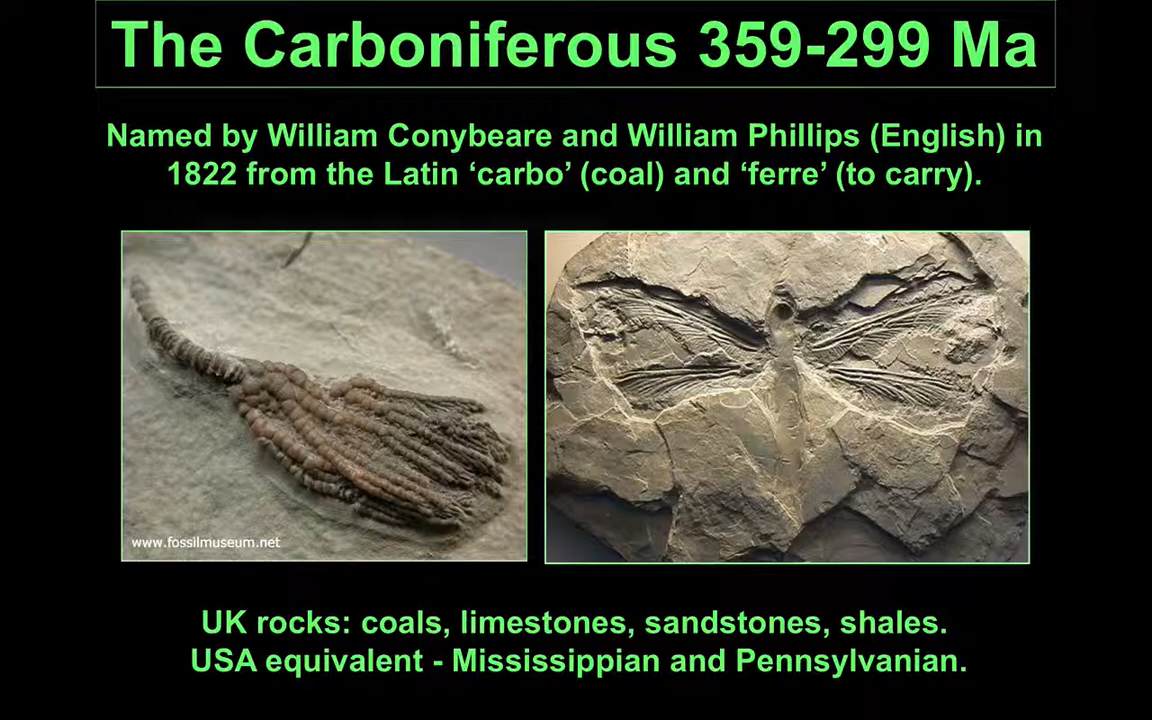 The Carboniferous 359-299 Ma
Named by William Conybeare and William Phillips (English) in
1822 from the Latin ‘carbo’ (coal) and ‘ferre’ (to carry).
www.fossilmuseum.net
UK rocks: coals, limestones, sandstones, shales.
USA equivalent - Mississippian and Pennsylvanian.